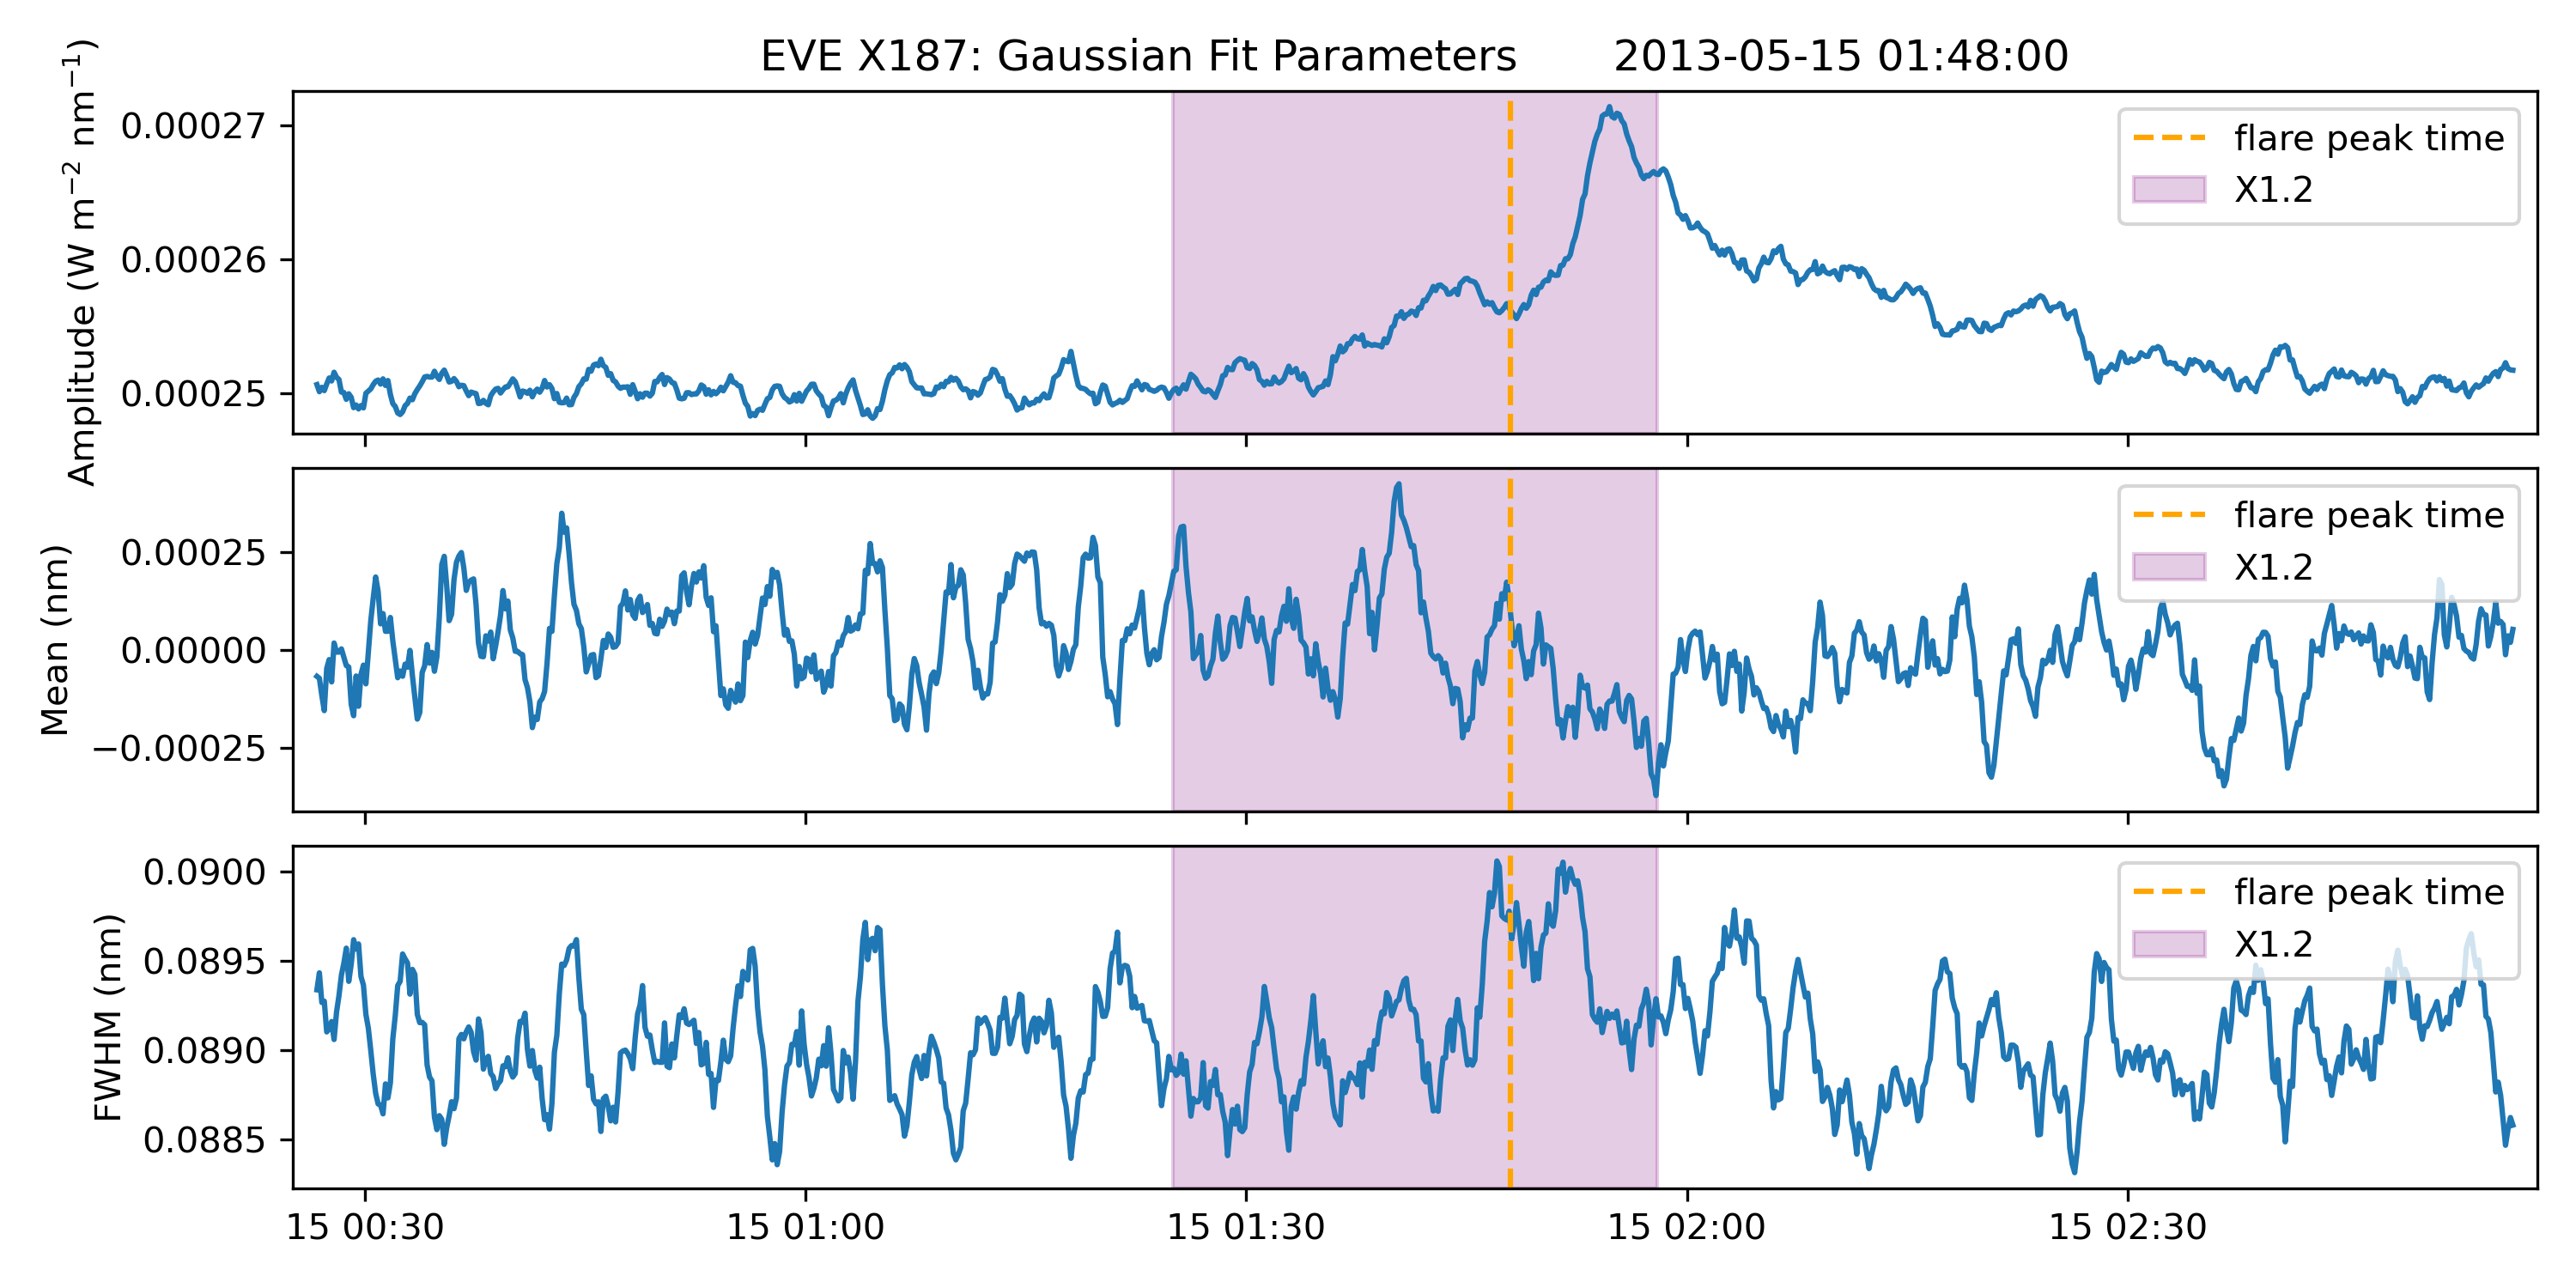 EVE X187: Gaussian Fit Parameters 2013-05-15 01:48:00
Amplitude (W m⁻² nm⁻¹)
0.00027
0.00026
0.00025
flare peak time
X1.2
Mean (nm)
0.00025
0.00000
−0.00025
flare peak time
X1.2
FWHM (nm)
0.0900
0.0895
0.0890
0.0885
flare peak time
X1.2
15 00:30 15 01:00 15 01:30 15 02:00 15 02:30